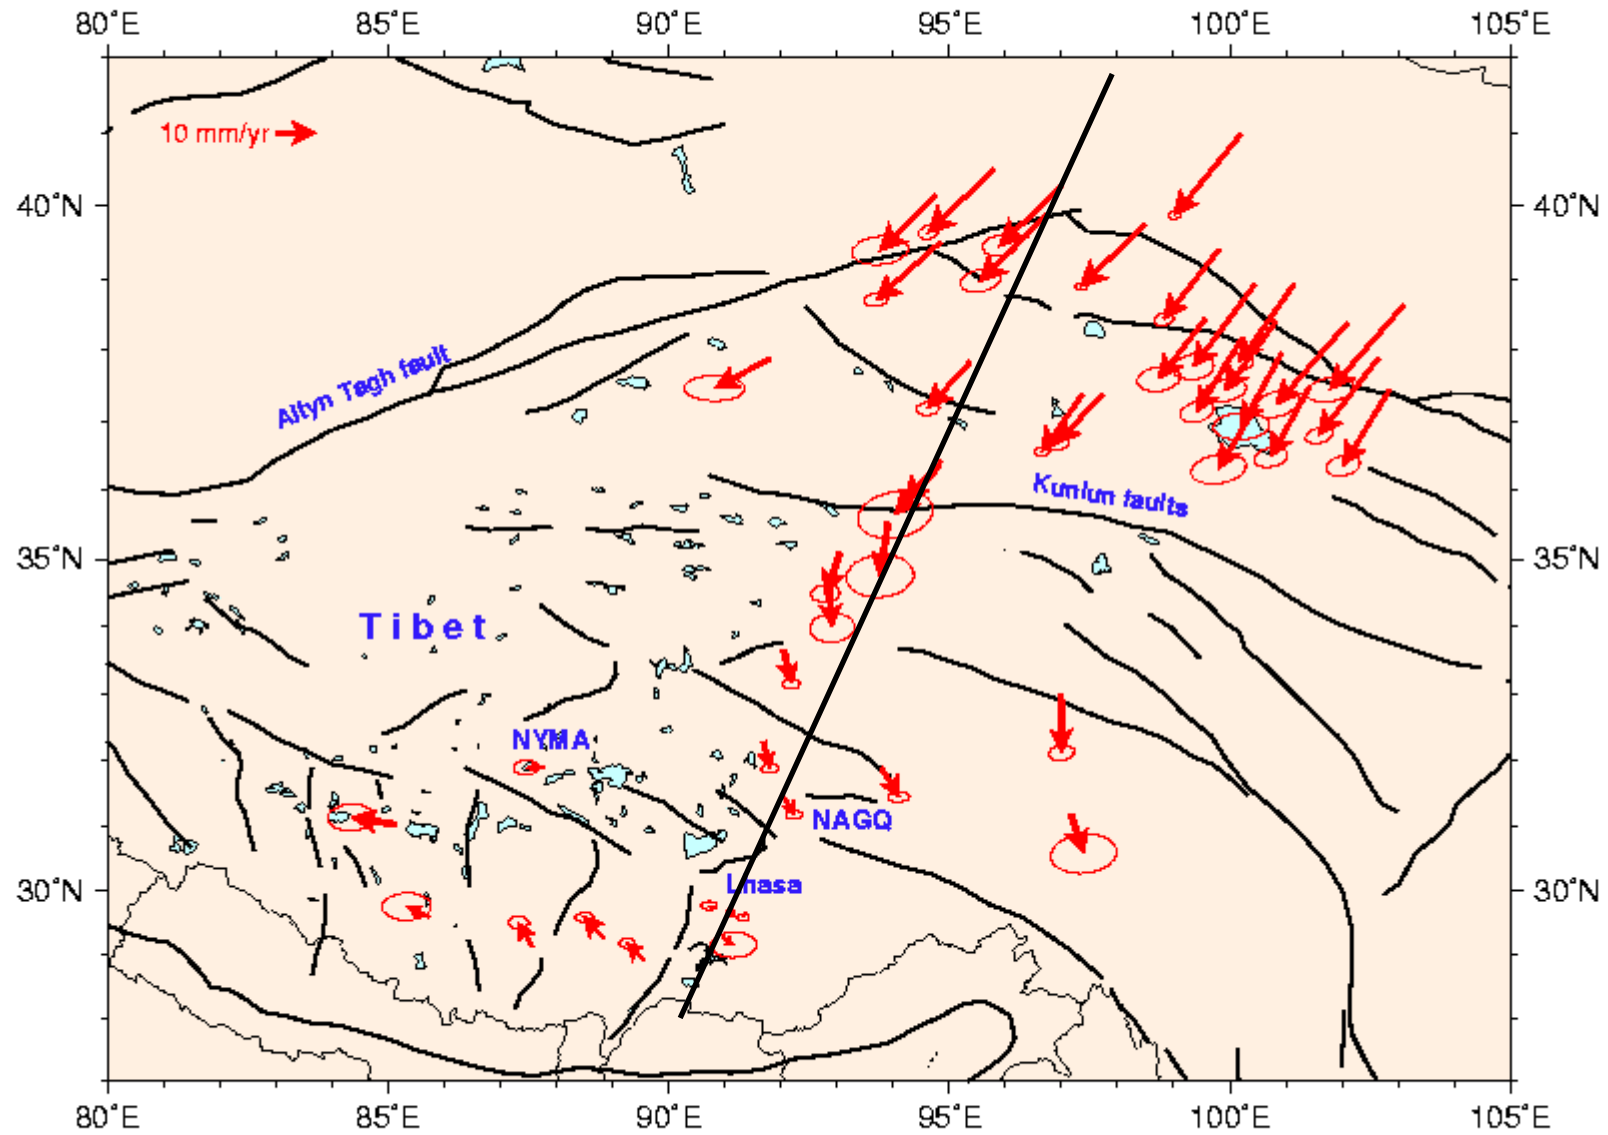 80°E 85°E 90°E 95°E 100°E 105°E
10 mm/yr
40°N 40°N
Altyn Tagh fault
Kunlun faults
35°N 35°N
Tibet
NYMA
NAGQ
30°N 30°N
Lhasa
80°E 85°E 90°E 95°E 100°E 105°E